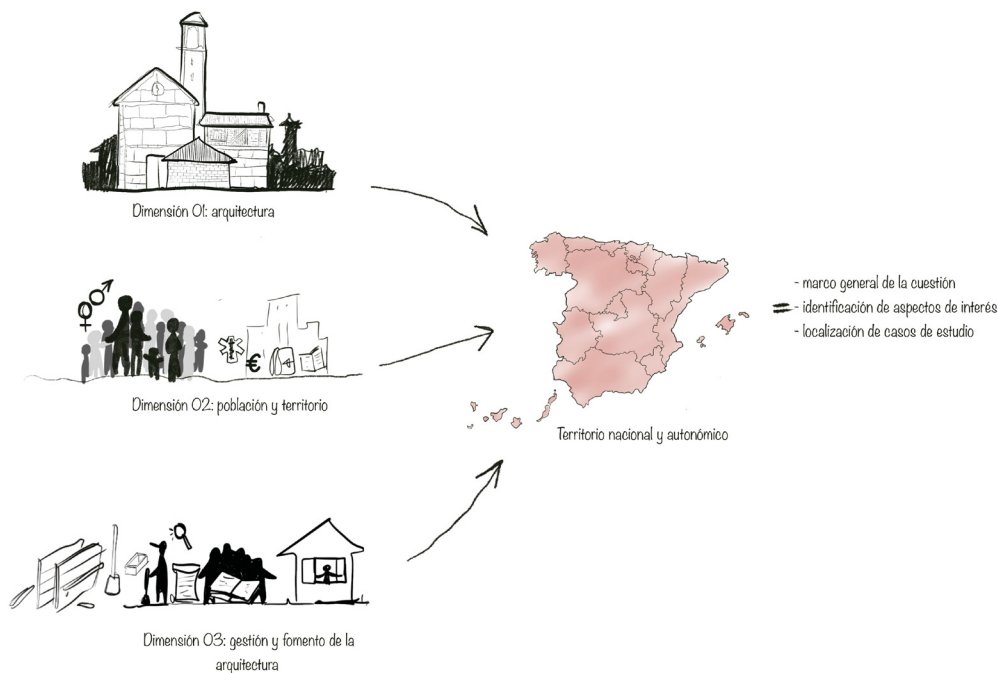 Dimensión 01: arquitectura
Dimensión 02: población y territorio
Dimensión 03: gestión y fomento de la
arquitectura
Territorio nacional y autonómico
- marco general de la cuestión
- identificación de aspectos de interés
- localización de casos de estudio